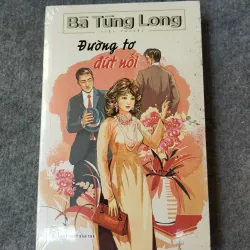 Bà Tùng Long
Đường tơ
đứt nối